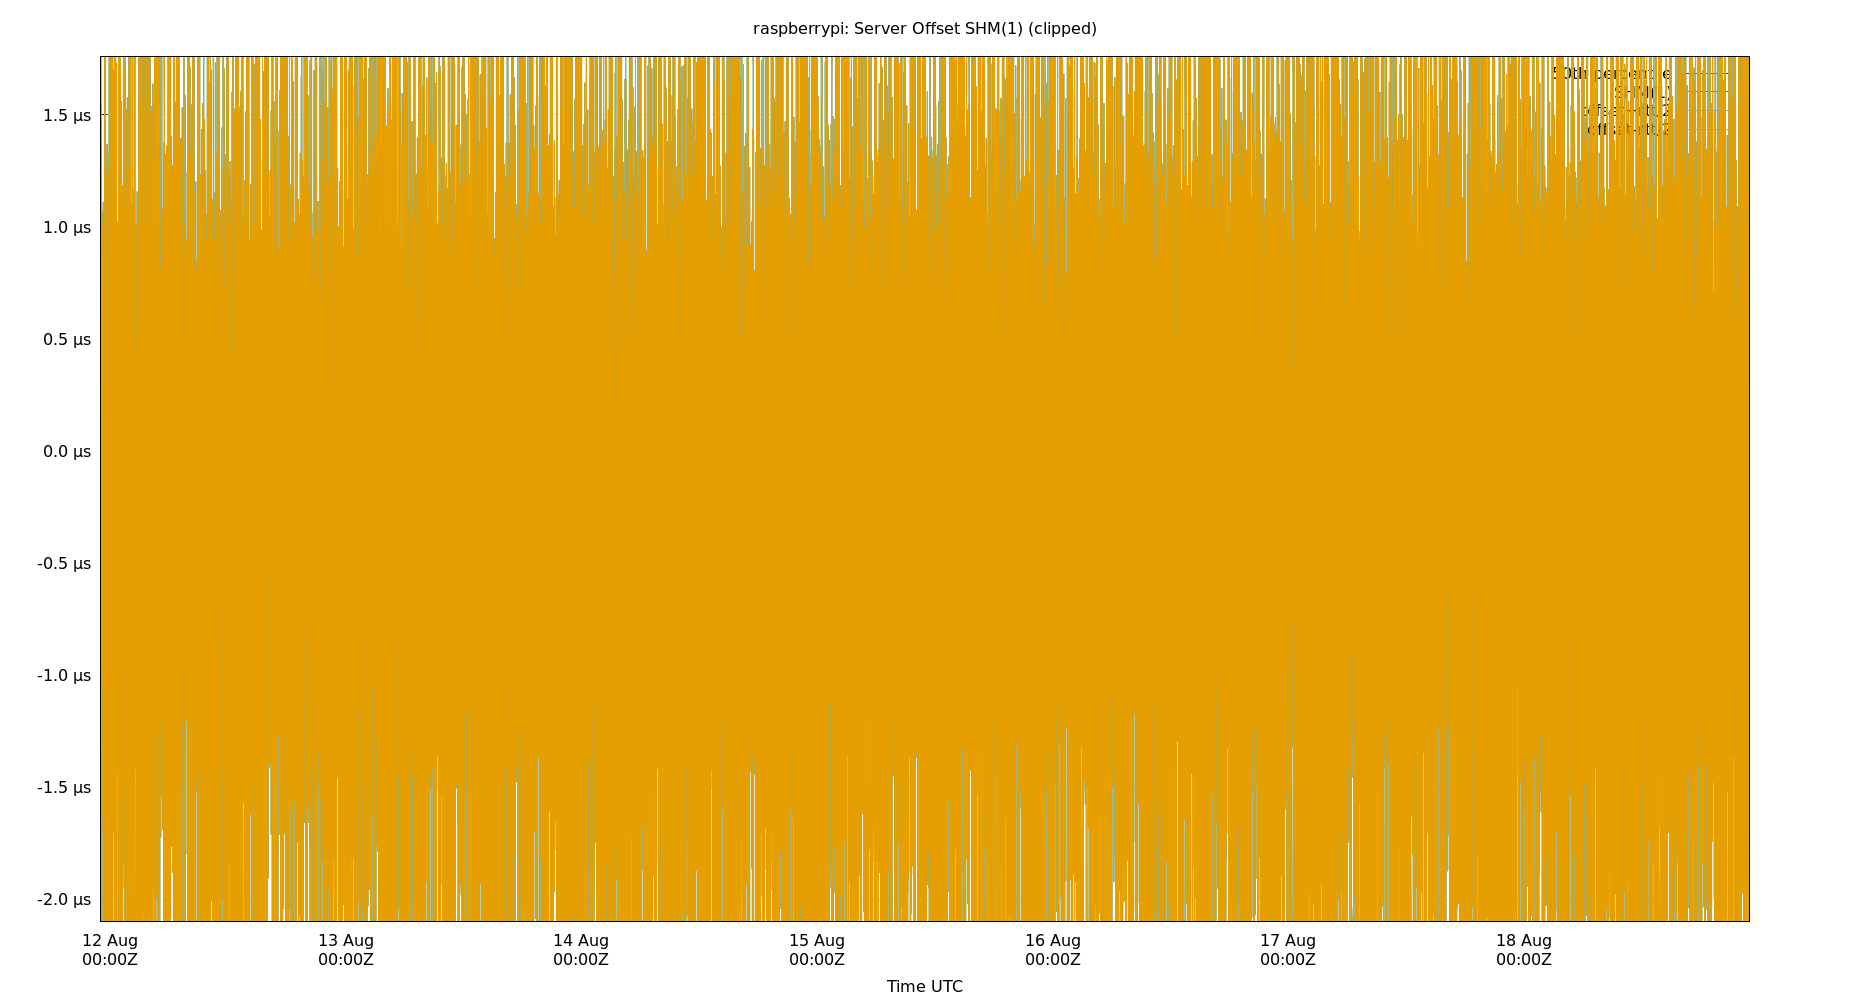 raspberrypi: Server Offset SHM(1) (clipped)
1.5 µs
1.0 µs
0.5 µs
0.0 µs
-0.5 µs
-1.0 µs
-1.5 µs
-2.0 µs
12 Aug 13 Aug 14 Aug 15 Aug 16 Aug 17 Aug 18 Aug
00:00Z 00:00Z 00:00Z 00:00Z 00:00Z 00:00Z 00:00Z
Time UTC